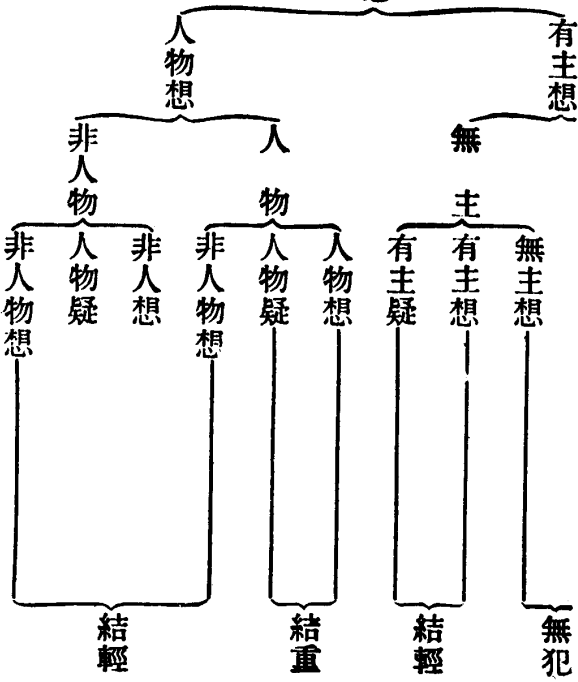 有主想
人物想
無主
人物
非人物
無主想
有主想
有主疑
人物想
人物疑
非人物想
非人想
人物疑
非人物想
無犯
結輕
結重
結輕